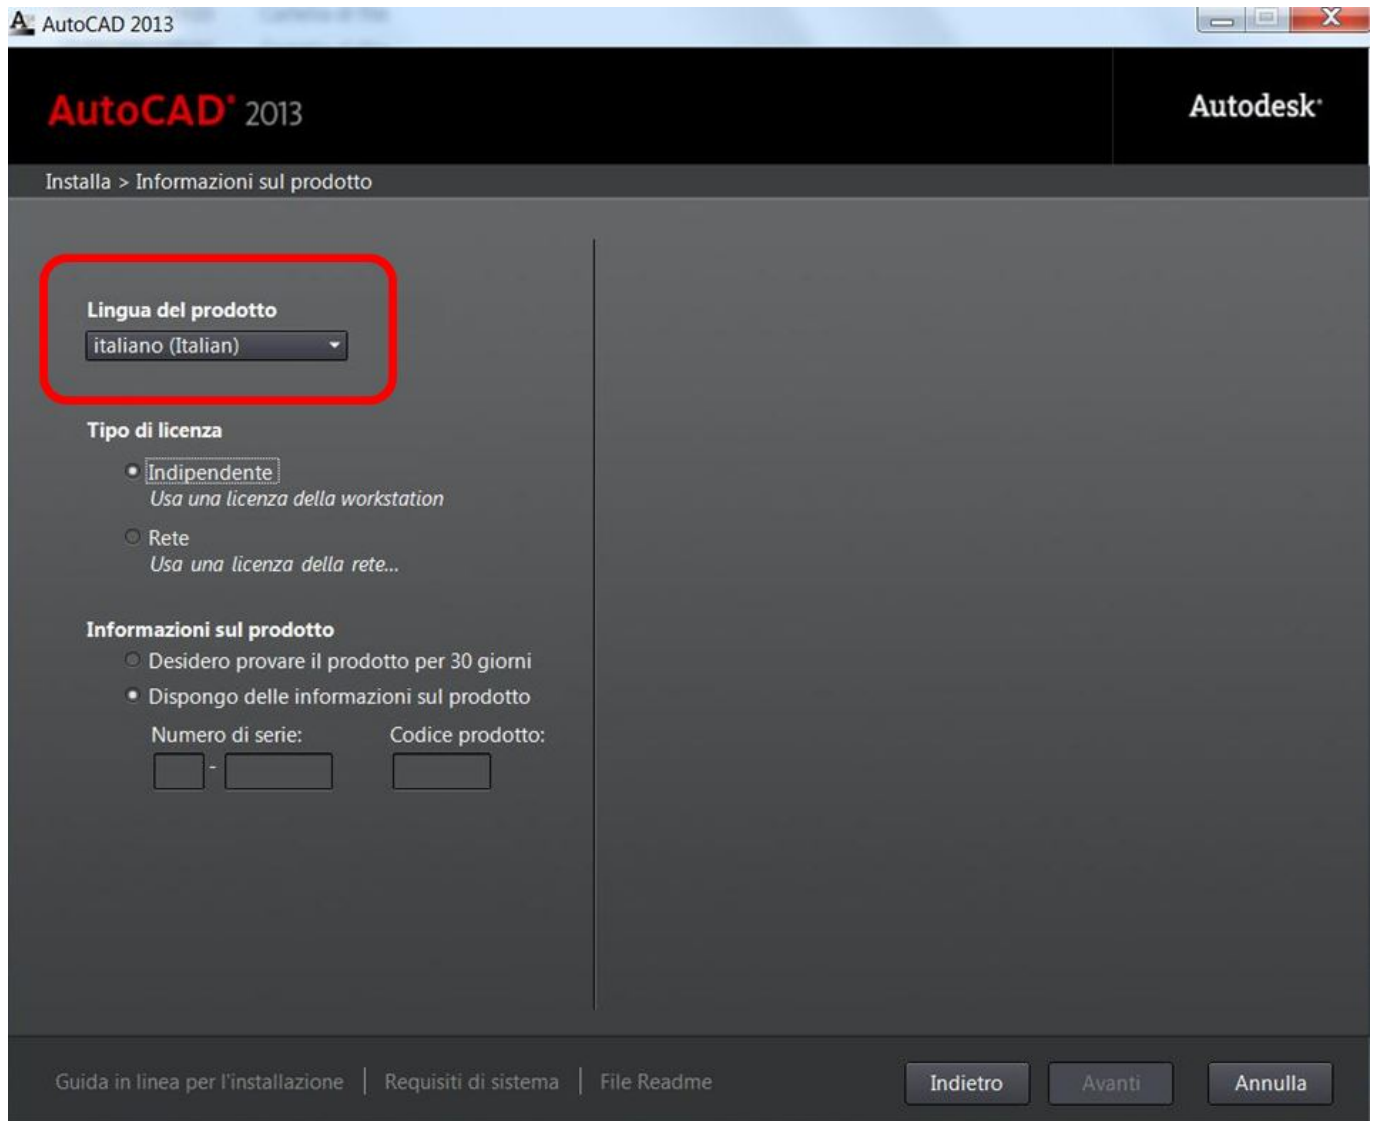 AutoCAD 2013
AutoCAD® 2013
Autodesk®
Installa > Informazioni sul prodotto
Lingua del prodotto
italiano (Italian)
Tipo di licenza
Indipendente
Usa una licenza della workstation
Rete
Usa una licenza della rete...
Informazioni sul prodotto
Desidero provare il prodotto per 30 giorni
Dispongo delle informazioni sul prodotto
Numero di serie: Codice prodotto:
-
Guida in linea per l'installazione | Requisiti di sistema | File Readme
Indietro Avanti Annulla